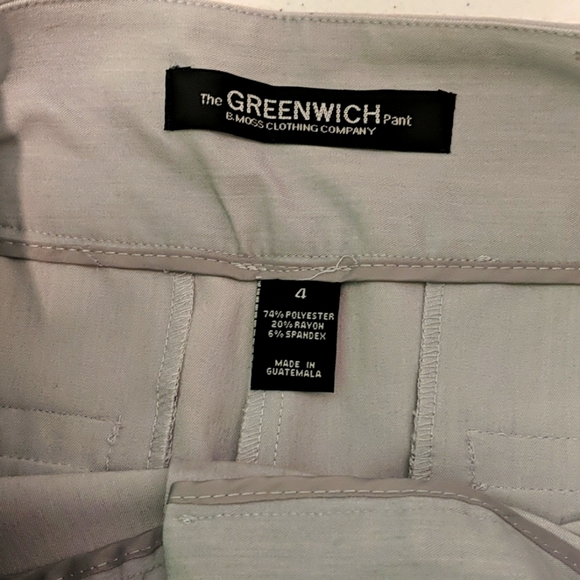 The GREENWICH Pant
B.MOSS CLOTHING COMPANY
4
74% POLYESTER
20% RAYON
6% SPANDEX
MADE IN
GUATEMALA